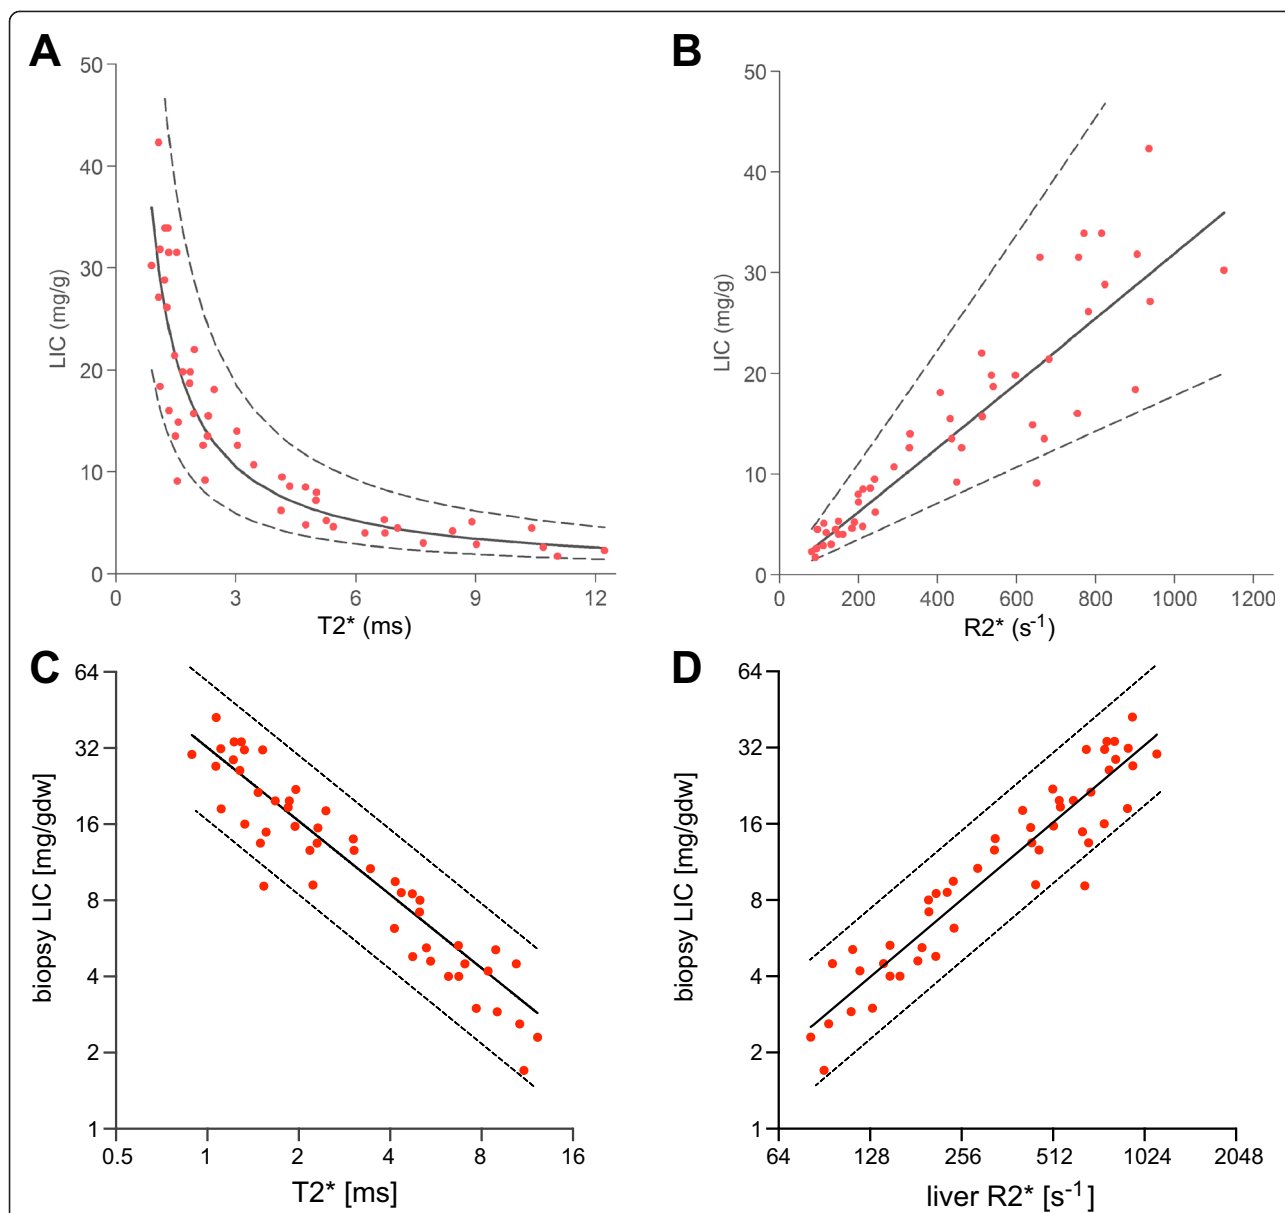 A
50
40
30
20
10
0
LIC (mg/g)
0 3 6 9 12
T2* (ms)
B
50
40
30
20
10
0
LIC (mg/g)
0 200 400 600 800 1000 1200
R2* (s-1)
C
64
32
16
8
4
2
1
biopsy LIC [mg/gdw]
0.5 1 2 4 8 16
T2* [ms]
D
64
32
16
8
4
2
1
biopsy LIC [mg/gdw]
64 128 256 512 1024 2048
liver R2* [s-1]